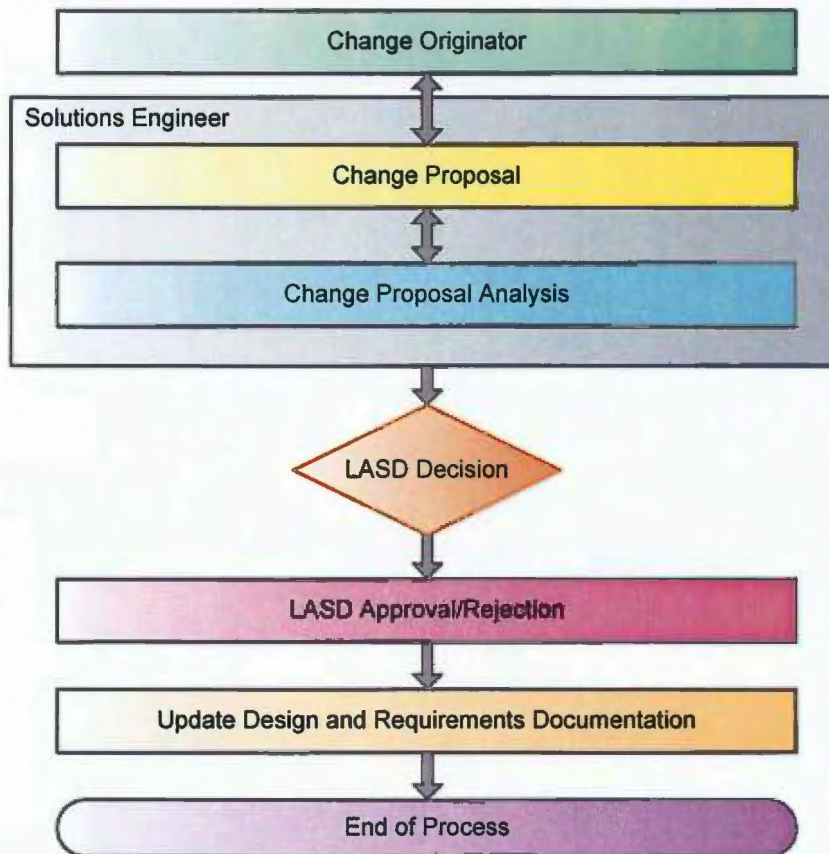 Change Originator
Solutions Engineer
Change Proposal
Change Proposal Analysis
LASD Decision
LASD Approval/Rejection
Update Design and Requirements Documentation
End of Process